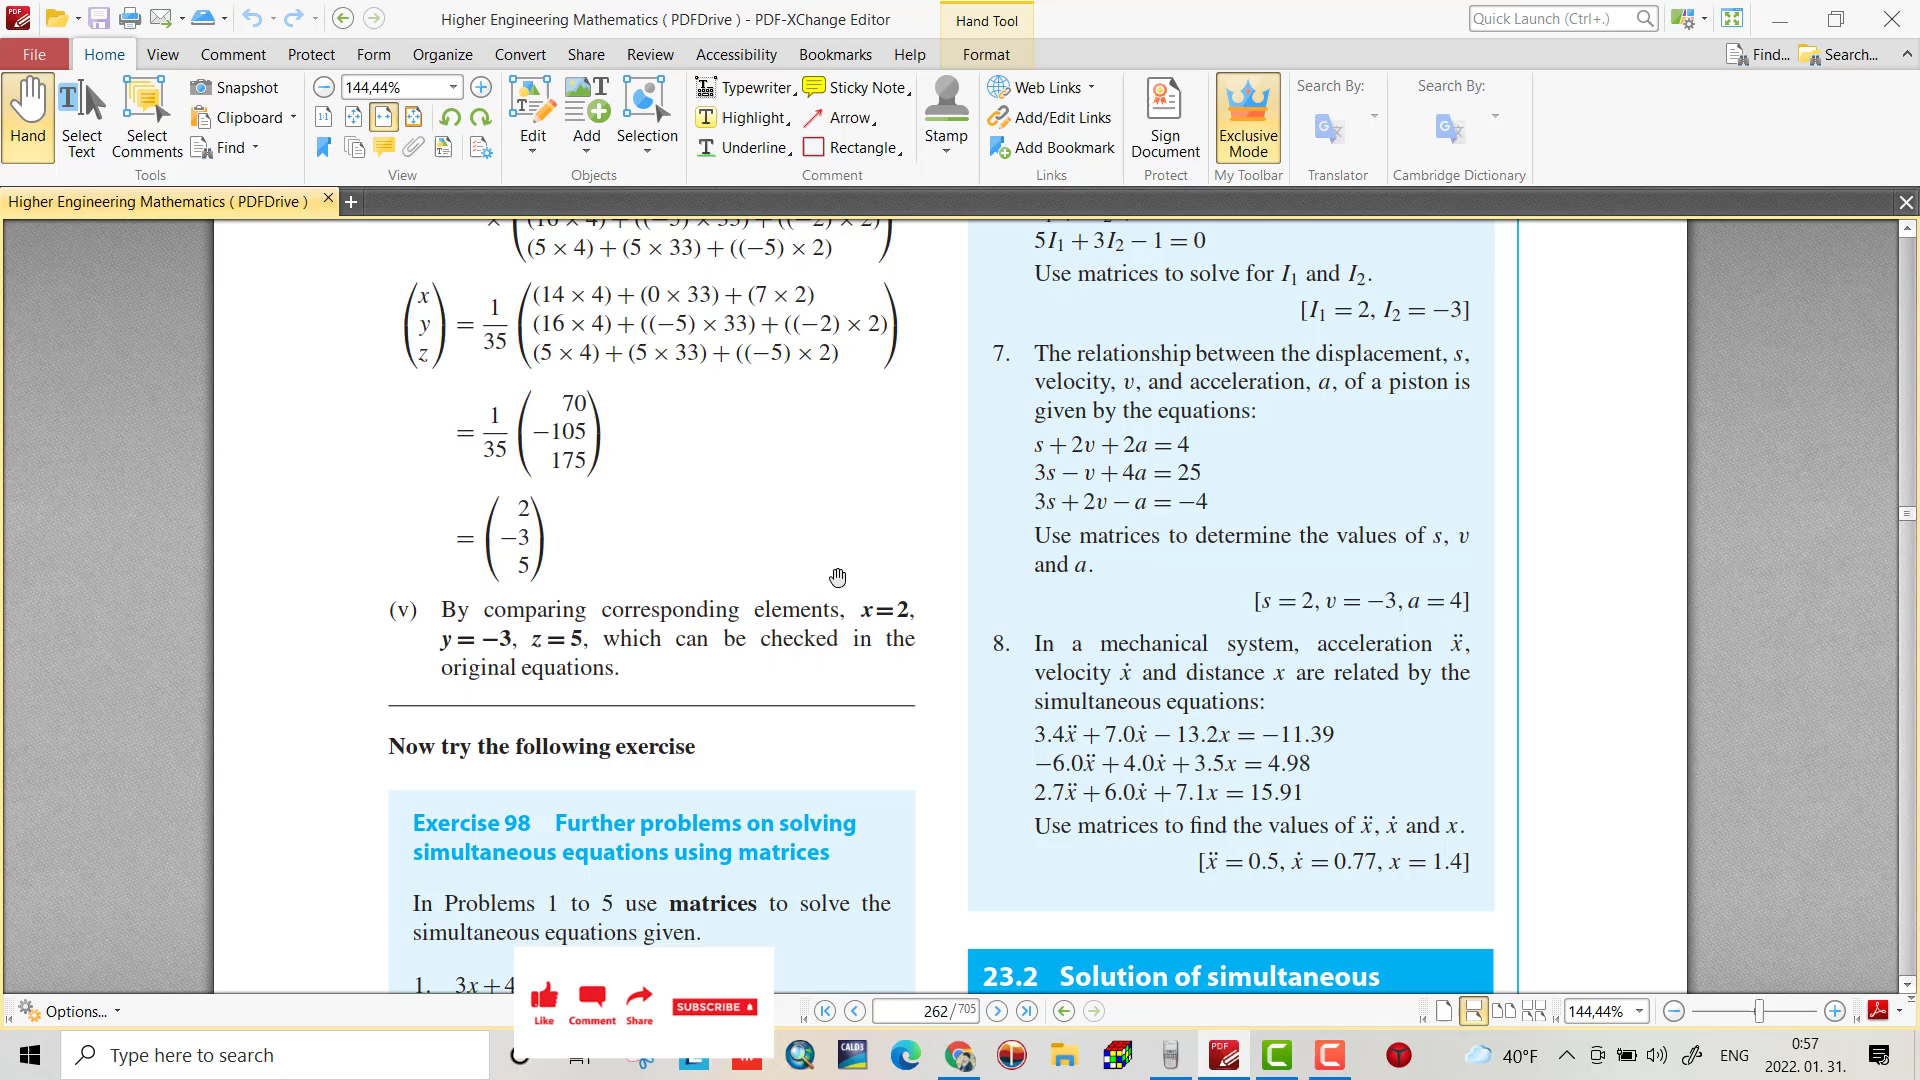 Higher Engineering Mathematics ( PDFDrive ) - PDF-XChange Editor
Hand Tool
Quick Launch (Ctrl+.)
File Home View Comment Protect Form Organize Convert Share Review Accessibility Bookmarks Help Format Find... Search...
Hand
Select Text
Select Comments
Snapshot
Clipboard
Find
Tools
144,44%
View
Edit
Add
Selection
Objects
Typewriter
Highlight
Underline
Sticky Note
Arrow
Rectangle
Stamp
Comment
Web Links
Add/Edit Links
Add Bookmark
Links
Sign Document
Protect
Exclusive Mode
My Toolbar
Search By:
Translator
Search By:
Cambridge Dictionary
Higher Engineering Mathematics ( PDFDrive )
(5 × 4) + (5 × 33) + ((−5) × 2)
(x y z) = 1/35 ((14 × 4) + (0 × 33) + (7 × 2)
(16 × 4) + ((−5) × 33) + ((−2) × 2)
(5 × 4) + (5 × 33) + ((−5) × 2))
= 1/35 (70 −105 175)
= (2 −3 5)
(v) By comparing corresponding elements, x=2,
y=−3, z=5, which can be checked in the
original equations.
Now try the following exercise
Exercise 98 Further problems on solving
simultaneous equations using matrices
In Problems 1 to 5 use matrices to solve the
simultaneous equations given.
1. 3x+4
5I₁ + 3I₂ − 1 = 0
Use matrices to solve for I₁ and I₂.
[I₁ = 2, I₂ = −3]
7. The relationship between the displacement, s,
velocity, v, and acceleration, a, of a piston is
given by the equations:
s + 2v + 2a = 4
3s − v + 4a = 25
3s + 2v − a = −4
Use matrices to determine the values of s, v
and a.
[s = 2, v = −3, a = 4]
8. In a mechanical system, acceleration ẍ,
velocity ẋ and distance x are related by the
simultaneous equations:
3.4ẍ + 7.0ẋ − 13.2x = −11.39
−6.0ẍ + 4.0ẋ + 3.5x = 4.98
2.7ẍ + 6.0ẋ + 7.1x = 15.91
Use matrices to find the values of ẍ, ẋ and x.
[ẍ = 0.5, ẋ = 0.77, x = 1.4]
23.2 Solution of simultaneous
Like
Comment
Share
SUBSCRIBE
Options...
262 / 705
144,44%
Type here to search
CALD3
40°F
ENG
0:57
2022. 01. 31.